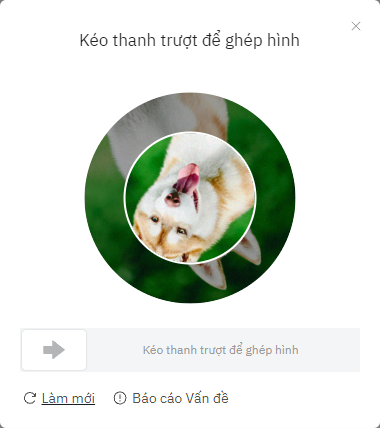 Kéo thanh trượt để ghép hình
Kéo thanh trượt để ghép hình
Làm mới
Báo cáo Vấn đề